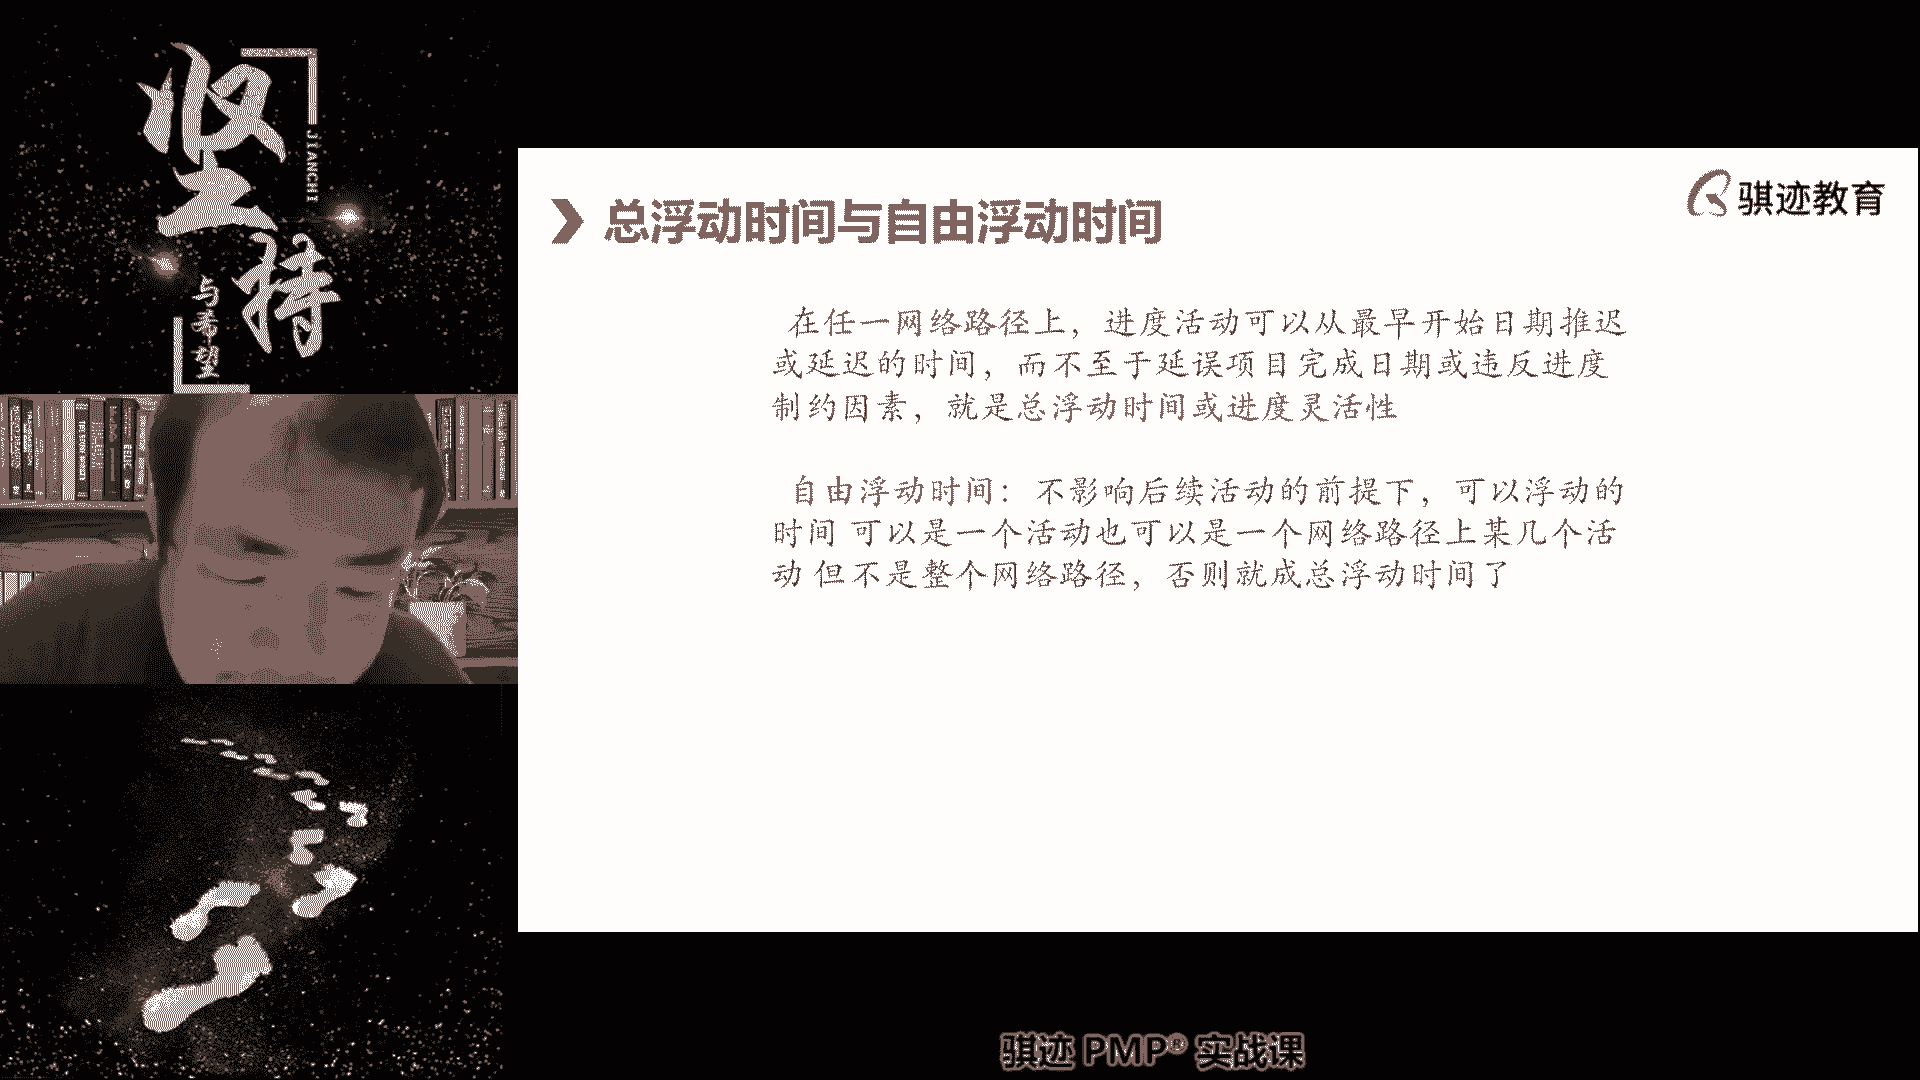 坚持
JIANCHI
与希望
骐迹教育
总浮动时间与自由浮动时间
在任一网络路径上，进度活动可以从最早开始日期推迟
或延迟的时间，而不至于延误项目完成日期或违反进度
制约因素，就是总浮动时间或进度灵活性
自由浮动时间： 不影响后续活动的前提下，可以浮动的
时间 可以是一个活动也可以是一个网络路径上某几个活
动 但不是整个网络路径，否则就成总浮动时间了
骐迹 PMP® 实战课